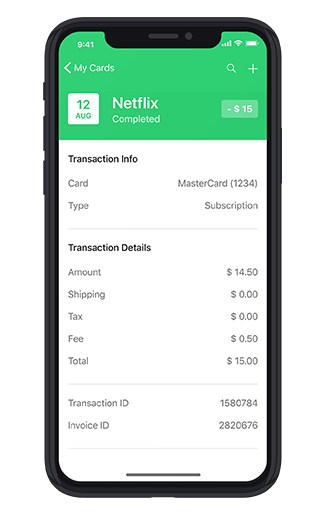 9:41
My Cards
12 Netflix - $ 15
AUG Completed
Transaction Info
Card MasterCard (1234)
Type Subscription
Transaction Details
Amount $ 14.50
Shipping $ 0.00
Tax $ 0.00
Fee $ 0.50
Total $ 15.00
Transaction ID 1580784
Invoice ID 2820676